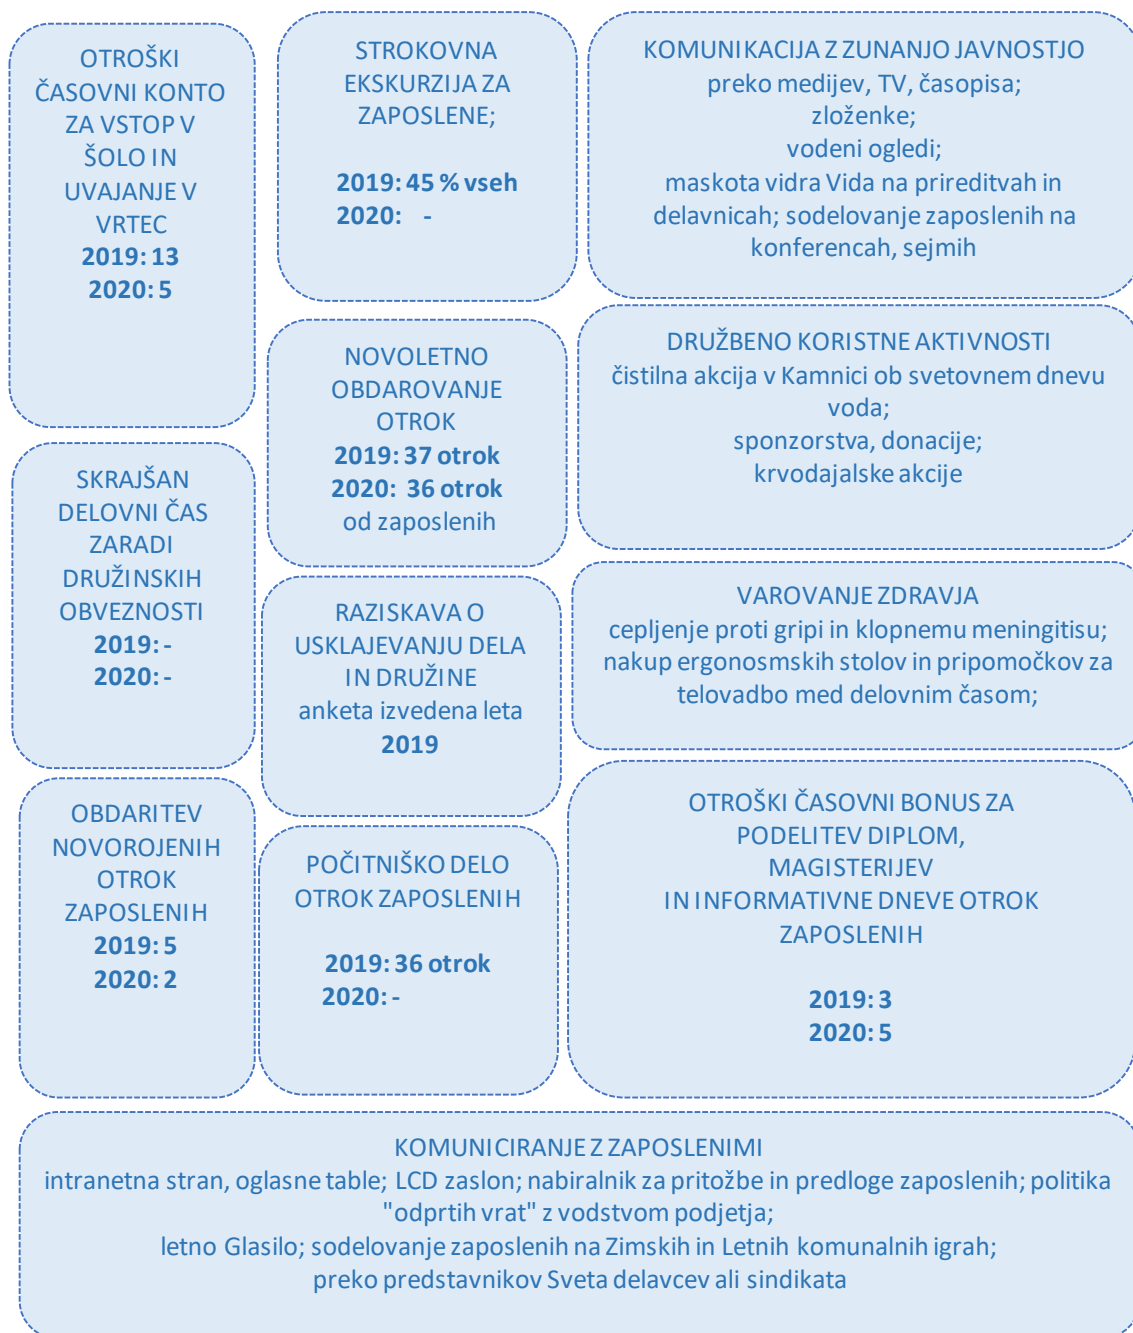 OTROŠKI
ČASOVNI KONTO
ZA VSTOP V
ŠOLO IN
UVAJANJE V
VRTEC
2019: 13
2020: 5
STROKOVNA
EKSKURZIJA ZA
ZAPOSLENE;
2019: 45 % vseh
2020: -
KOMUNIKACIJA Z ZUNANJO JAVNOSTJO
preko medijev, TV, časopisa;
zloženke;
vodeni ogledi;
maskota vidra Vida na prireditvah in
delavnicah; sodelovanje zaposlenih na
konferencah, sejmih
NOVOLETNO
OBDAROVANJE
OTROK
2019: 37 otrok
2020: 36 otrok
od zaposlenih
DRUŽBENO KORISTNE AKTIVNOSTI
čistilna akcija v Kamnici ob svetovnem dnevu
voda;
sponzorstva, donacije;
krvodajalske akcije
SKRAJŠAN
DELOVNI ČAS
ZARADI
DRUŽINSKIH
OBVEZNOSTI
2019: -
2020: -
RAZISKAVA O
USKLAJEVANJU DELA
IN DRUŽINE
anketa izvedena leta
2019
VAROVANJE ZDRAVJA
cepljenje proti gripi in klopnemu meningitisu;
nakup ergonosmskih stolov in pripomočkov za
telovadbo med delovnim časom;
OBDARITEV
NOVOROJENIH
OTROK
ZAPOSLENIH
2019: 5
2020: 2
POČITNIŠKO DELO
OTROK ZAPOSLENIH
2019: 36 otrok
2020: -
OTROŠKI ČASOVNI BONUS ZA
PODELITEV DIPLOM,
MAGISTERIJEV
IN INFORMATIVNE DNEVE OTROK
ZAPOSLENIH
2019: 3
2020: 5
KOMUNICIRANJE Z ZAPOSLENIMI
intranetna stran, oglasne table; LCD zaslon; nabiralnik za pritožbe in predloge zaposlenih; politika
"odprtih vrat" z vodstvom podjetja;
letno Glasilo; sodelovanje zaposlenih na Zimskih in Letnih komunalnih igrah;
preko predstavnikov Sveta delavcev ali sindikata